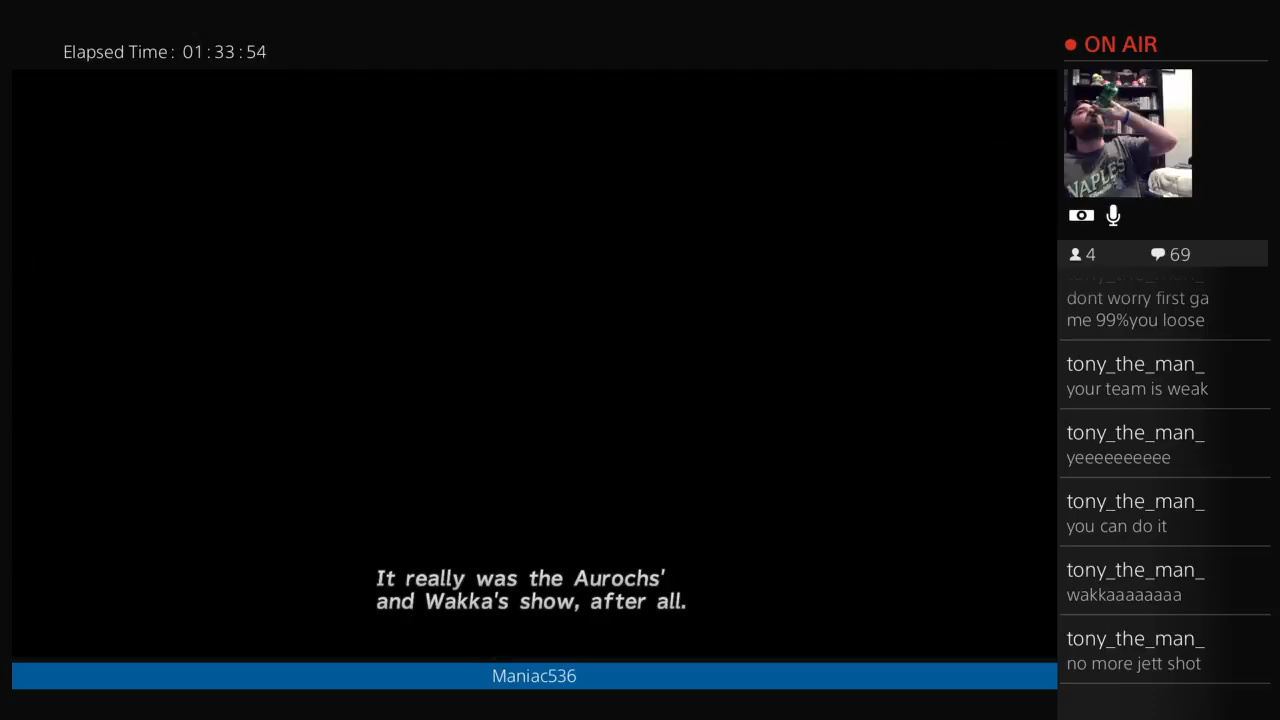 Elapsed Time: 01:33:54
ON AIR
NAPLES
4
69
dont worry first ga
me 99%you loose
tony_the_man_
your team is weak
tony_the_man_
yeeeeeeeeee
tony_the_man_
you can do it
tony_the_man_
wakkaaaaaaaa
tony_the_man_
no more jett shot
It really was the Aurochs'
and Wakka's show, after all.
Maniac536